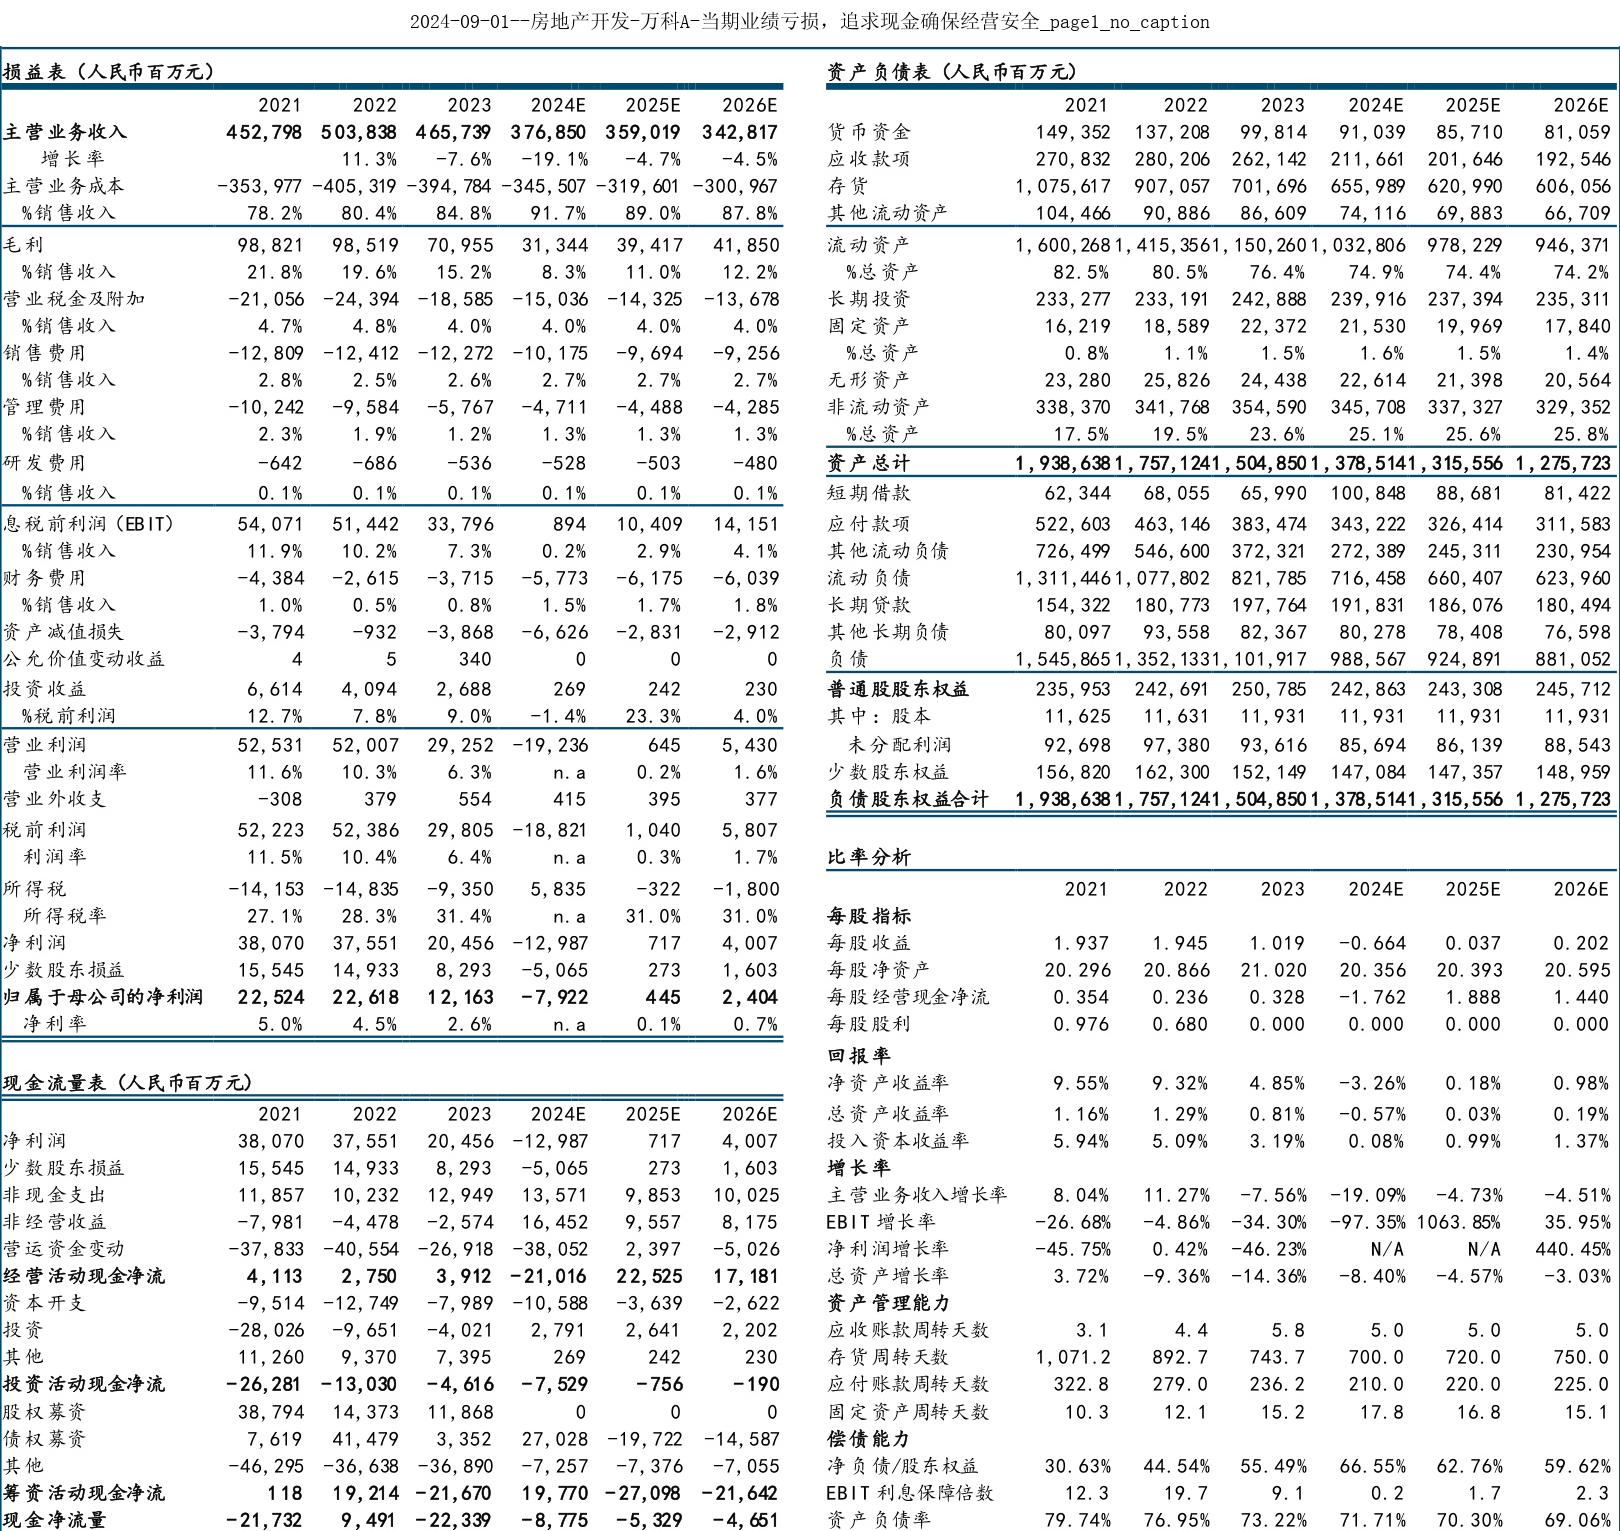 2024-09-01--房地产开发-万科A-当期业绩亏损，追求现金确保经营安全_page1_no_caption
损益表（人民币百万元）
2021 2022 2023 2024E 2025E 2026E
主营业务收入 452,798 503,838 465,739 376,850 359,019 342,817
增长率 11.3% -7.6% -19.1% -4.7% -4.5%
主营业务成本 -353,977 -405,319 -394,784 -345,507 -319,601 -300,967
%销售收入 78.2% 80.4% 84.8% 91.7% 89.0% 87.8%
毛利 98,821 98,519 70,955 31,344 39,417 41,850
%销售收入 21.8% 19.6% 15.2% 8.3% 11.0% 12.2%
营业税金及附加 -21,056 -24,394 -18,585 -15,036 -14,325 -13,678
%销售收入 4.7% 4.8% 4.0% 4.0% 4.0% 4.0%
销售费用 -12,809 -12,412 -12,272 -10,175 -9,694 -9,256
%销售收入 2.8% 2.5% 2.6% 2.7% 2.7% 2.7%
管理费用 -10,242 -9,584 -5,767 -4,711 -4,488 -4,285
%销售收入 2.3% 1.9% 1.2% 1.3% 1.3% 1.3%
研发费用 -642 -686 -536 -528 -503 -480
%销售收入 0.1% 0.1% 0.1% 0.1% 0.1% 0.1%
息税前利润（EBIT） 54,071 51,442 33,796 894 10,409 14,151
%销售收入 11.9% 10.2% 7.3% 0.2% 2.9% 4.1%
财务费用 -4,384 -2,615 -3,715 -5,773 -6,175 -6,039
%销售收入 1.0% 0.5% 0.8% 1.5% 1.7% 1.8%
资产减值损失 -3,794 -932 -3,868 -6,626 -2,831 -2,912
公允价值变动收益 4 5 340 0 0 0
投资收益 6,614 4,094 2,688 269 242 230
%税前利润 12.7% 7.8% 9.0% -1.4% 23.3% 4.0%
营业利润 52,531 52,007 29,252 -19,236 645 5,430
营业利润率 11.6% 10.3% 6.3% n.a 0.2% 1.6%
营业外收支 -308 379 554 415 395 377
税前利润 52,223 52,386 29,805 -18,821 1,040 5,807
利润率 11.5% 10.4% 6.4% n.a 0.3% 1.7%
所得税 -14,153 -14,835 -9,350 5,835 -322 -1,800
所得税率 27.1% 28.3% 31.4% n.a 31.0% 31.0%
净利润 38,070 37,551 20,456 -12,987 717 4,007
少数股东损益 15,545 14,933 8,293 -5,065 273 1,603
归属于母公司的净利润 22,524 22,618 12,163 -7,922 445 2,404
净利率 5.0% 4.5% 2.6% n.a 0.1% 0.7%
现金流量表（人民币百万元）
2021 2022 2023 2024E 2025E 2026E
净利润 38,070 37,551 20,456 -12,987 717 4,007
少数股东损益 15,545 14,933 8,293 -5,065 273 1,603
非现金支出 11,857 10,232 12,949 13,571 9,853 10,025
非经营收益 -7,981 -4,478 -2,574 16,452 9,557 8,175
营运资金变动 -37,833 -40,554 -26,918 -38,052 2,397 -5,026
经营活动现金净流 4,113 2,750 3,912 -21,016 22,525 17,181
资本开支 -9,514 -12,749 -7,989 -10,588 -3,639 -2,622
投资 -28,026 -9,651 -4,021 2,791 2,641 2,202
其他 11,260 9,370 7,395 269 242 230
投资活动现金净流 -26,281 -13,030 -4,616 -7,529 -756 -190
股权募资 38,794 14,373 11,868 0 0 0
债权募资 7,619 41,479 3,352 27,028 -19,722 -14,587
其他 -46,295 -36,638 -36,890 -7,257 -7,376 -7,055
筹资活动现金净流 118 19,214 -21,670 19,770 -27,098 -21,642
现金净流量 -21,732 9,491 -22,339 -8,775 -5,329 -4,651
资产负债表（人民币百万元）
2021 2022 2023 2024E 2025E 2026E
货币资金 149,352 137,208 99,814 91,039 85,710 81,059
应收款项 270,832 280,206 262,142 211,661 201,646 192,546
存货 1,075,617 907,057 701,696 655,989 620,990 606,056
其他流动资产 104,466 90,886 86,609 74,116 69,883 66,709
流动资产 1,600,268 1,415,356 1,150,260 1,032,806 978,229 946,371
%总资产 82.5% 80.5% 76.4% 74.9% 74.4% 74.2%
长期投资 233,277 233,191 242,888 239,916 237,394 235,311
固定资产 16,219 18,589 22,372 21,530 19,969 17,840
%总资产 0.8% 1.1% 1.5% 1.6% 1.5% 1.4%
无形资产 23,280 25,826 24,438 22,614 21,398 20,564
非流动资产 338,370 341,768 354,590 345,708 337,327 329,352
%总资产 17.5% 19.5% 23.6% 25.1% 25.6% 25.8%
资产总计 1,938,638 1,757,124 1,504,850 1,378,514 1,315,556 1,275,723
短期借款 62,344 68,055 65,990 100,848 88,681 81,422
应付款项 522,603 463,146 383,474 343,222 326,414 311,583
其他流动负债 726,499 546,600 372,321 272,389 245,311 230,954
流动负债 1,311,446 1,077,802 821,785 716,458 660,407 623,960
长期贷款 154,322 180,773 197,764 191,831 186,076 180,494
其他长期负债 80,097 93,558 82,367 80,278 78,408 76,598
负债 1,545,865 1,352,133 1,101,917 988,567 924,891 881,052
普通股股东权益 235,953 242,691 250,785 242,863 243,308 245,712
其中：股本 11,625 11,631 11,931 11,931 11,931 11,931
未分配利润 92,698 97,380 93,616 85,694 86,139 88,543
少数股东权益 156,820 162,300 152,149 147,084 147,357 148,959
负债股东权益合计 1,938,638 1,757,124 1,504,850 1,378,514 1,315,556 1,275,723
比率分析
2021 2022 2023 2024E 2025E 2026E
每股指标
每股收益 1.937 1.945 1.019 -0.664 0.037 0.202
每股净资产 20.296 20.866 21.020 20.356 20.393 20.595
每股经营现金净流 0.354 0.236 0.328 -1.762 1.888 1.440
每股股利 0.976 0.680 0.000 0.000 0.000 0.000
回报率
净资产收益率 9.55% 9.32% 4.85% -3.26% 0.18% 0.98%
总资产收益率 1.16% 1.29% 0.81% -0.57% 0.03% 0.19%
投入资本收益率 5.94% 5.09% 3.19% 0.08% 0.99% 1.37%
增长率
主营业务收入增长率 8.04% 11.27% -7.56% -19.09% -4.73% -4.51%
EBIT增长率 -26.68% -4.86% -34.30% -97.35% 1063.85% 35.95%
净利润增长率 -45.75% 0.42% -46.23% N/A N/A 440.45%
总资产增长率 3.72% -9.36% -14.36% -8.40% -4.57% -3.03%
资产管理能力
应收账款周转天数 3.1 4.4 5.8 5.0 5.0 5.0
存货周转天数 1,071.2 892.7 743.7 700.0 720.0 750.0
应付账款周转天数 322.8 279.0 236.2 210.0 220.0 225.0
固定资产周转天数 10.3 12.1 15.2 17.8 16.8 15.1
偿债能力
净负债/股东权益 30.63% 44.54% 55.49% 66.55% 62.76% 59.62%
EBIT利息保障倍数 12.3 19.7 9.1 0.2 1.7 2.3
资产负债率 79.74% 76.95% 73.22% 71.71% 70.30% 69.06%